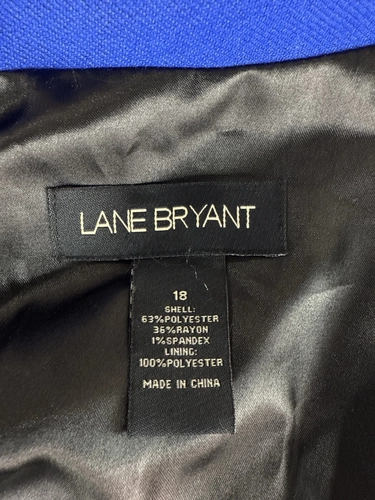 LANE BRYANT
18
SHELL:
63%POLYESTER
36%RAYON
1%SPANDEX
LINING:
100%POLYESTER
MADE IN CHINA